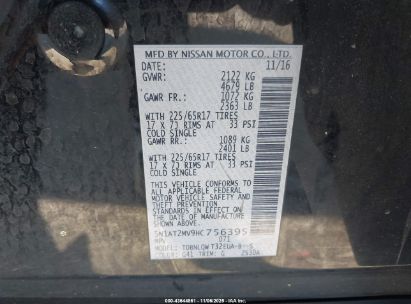 MFD BY NISSAN MOTOR CO., LTD.
DATE: 11/16
GVWR: 2122 KG
4679 LB
GAWR FR.: 1072 KG
2363 LB
WITH 225/65R17 TIRES
17 X 7J RIMS AT 33 PSI
COLD SINGLE
GAWR RR.: 1089 KG
2401 LB
WITH 225/65R17 TIRES
17 X 7J RIMS AT 33 PSI
COLD SINGLE
THIS VEHICLE CONFORMS TO ALL
APPLICABLE FEDERAL MOTOR
VEHICLE SAFETY AND THEFT PREVENTION
STANDARDS IN EFFECT ON
THE DATE OF MANUFACTURE SHOWN
ABOVE.
5N1AT2MV9HC756395
MPV 071
MODEL:
COLOR: G41 TRIM: G